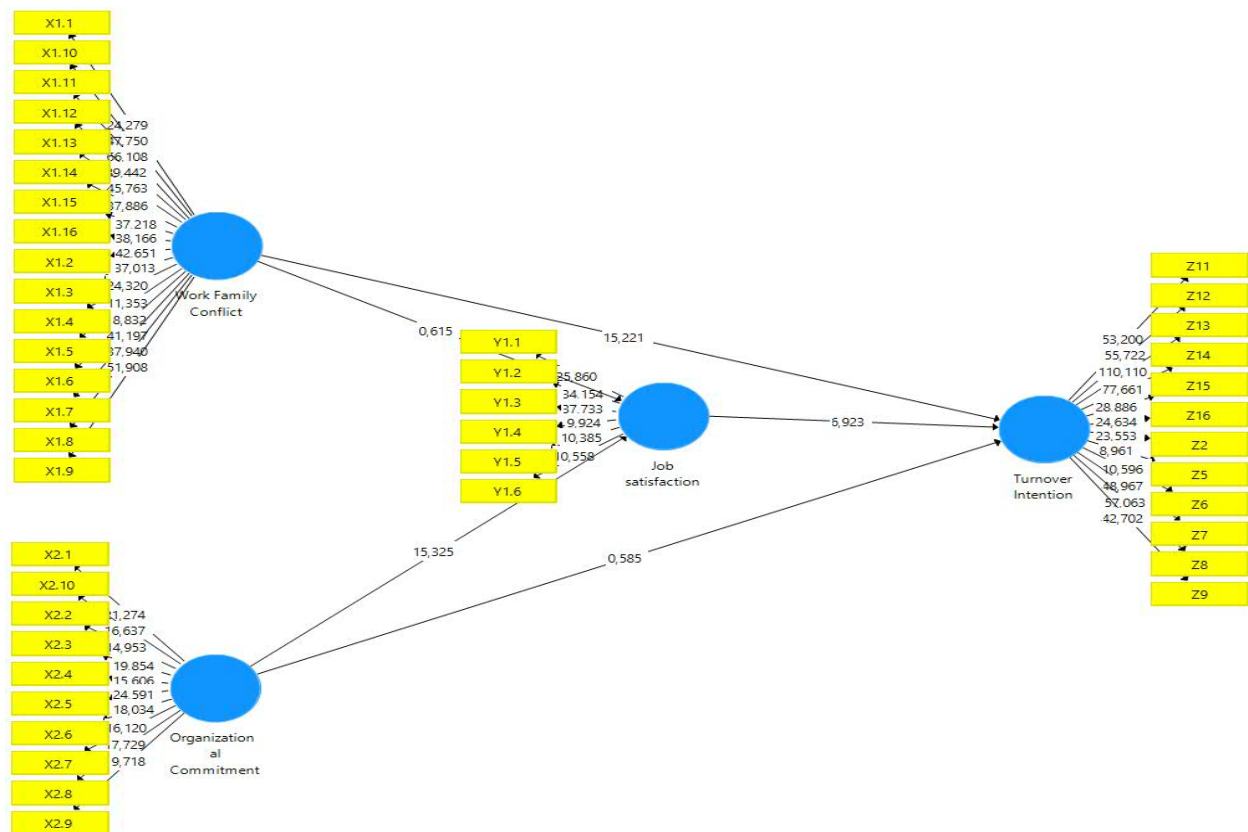 X1.1
X1.10
X1.11
X1.12
X1.13
X1.14
X1.15
X1.16
X1.2
X1.3
X1.4
X1.5
X1.6
X1.7
X1.8
X1.9
37.218
38,166
42.651
37,013
24,320
11,353
8,832
41,197
37,940
51,908
Work Family
Conflict
0,615
15,221
Y1.1
Y1.2
Y1.3
Y1.4
Y1.5
Y1.6
34.154
37.733
9,924
10,385
10,558
Job
satisfaction
6,923
Z11
Z12
Z13
Z14
Z15
Z16
Z2
Z5
Z6
Z7
Z8
Z9
53,200
55,722
110,110
77,661
28.886
24,634
23,553
8,961
10,596
48,967
57.063
42,702
Turnover
Intention
15,325
0,585
X2.1
X2.10
X2.2
X2.3
X2.4
X2.5
X2.6
X2.7
X2.8
X2.9
16,637
14,953
19.854
15.606
24.591
18,034
16,120
17,729
9,718
Organization
al
Commitment